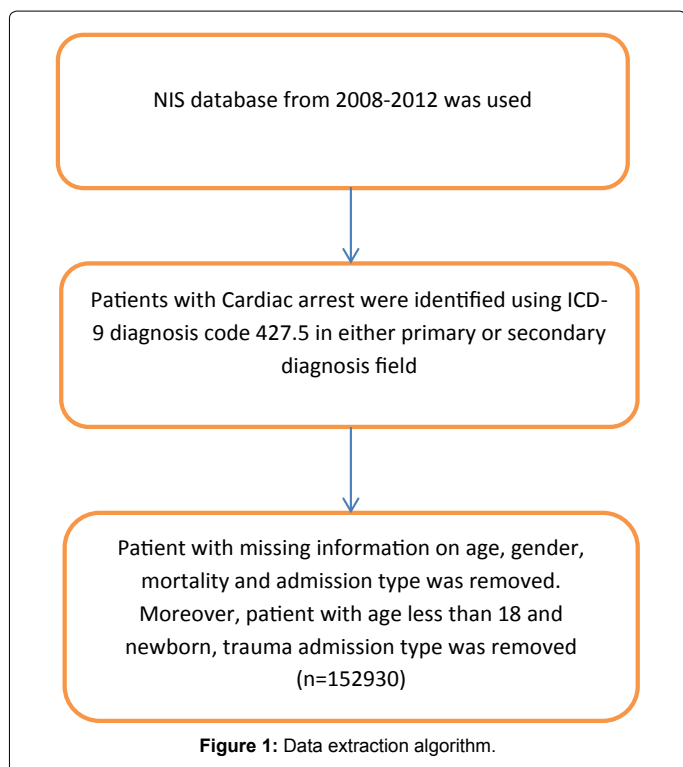 NIS database from 2008-2012 was used
Patients with Cardiac arrest were identified using ICD-
9 diagnosis code 427.5 in either primary or secondary
diagnosis field
Patient with missing information on age, gender,
mortality and admission type was removed.
Moreover, patient with age less than 18 and
newborn, trauma admission type was removed
(n=152930)
Figure 1: Data extraction algorithm.